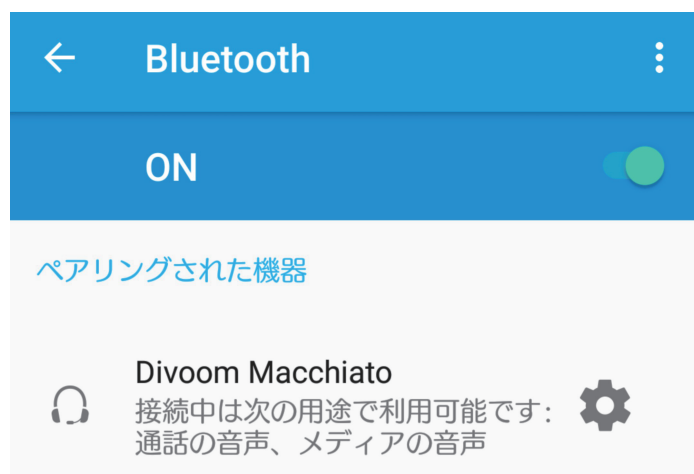 Bluetooth
ON
ペアリングされた機器
Divoom Macchiato
接続中は次の用途で利用可能です:
通話の音声、メディアの音声